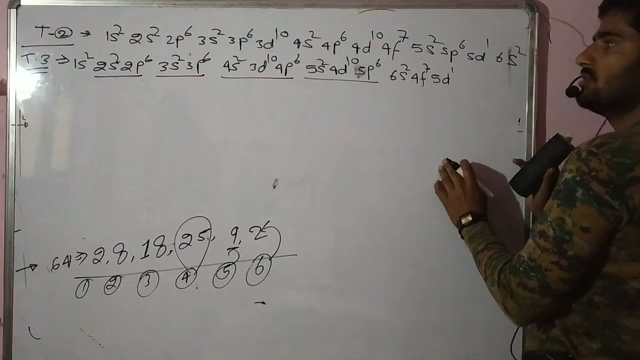 T-② → 1s² 2s² 2p⁶ 3s² 3p⁶ 3d¹⁰ 4s² 4p⁶ 4d¹⁰ 4f⁷ 5s² 5p⁶ 5d¹ 6s²
T-3 → 1s² 2s² 2p⁶ 3s² 3p⁶ 4s² 3d¹⁰ 4p⁶ 5s² 4d¹⁰ 5p⁶ 6s² 4f⁷ 5d¹
→ 64 ⇒ 2, 8, 18, 25, 9, 2
① ② ③ ④ ⑤ ⑥